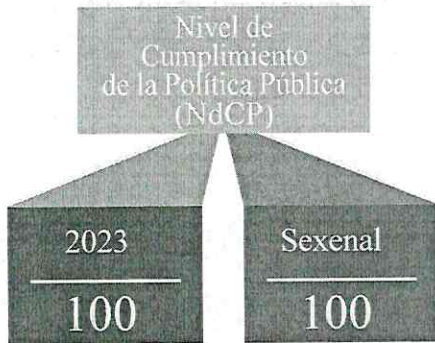 Nivel de
Cumplimiento
de la Política Pública
(NdCP)
2023
100
Sexenal
100